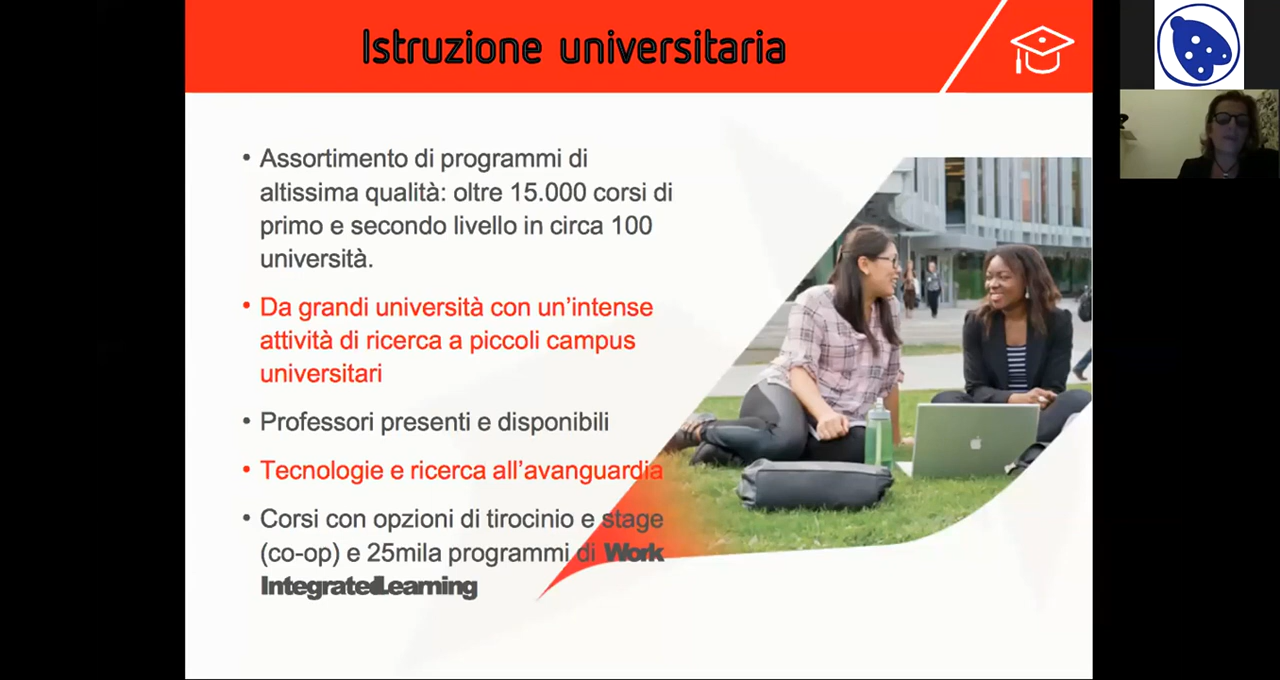 Istruzione universitaria
• Assortimento di programmi di
altissima qualità: oltre 15.000 corsi di
primo e secondo livello in circa 100
università.
• Da grandi università con un’intense
attività di ricerca a piccoli campus
universitari
• Professori presenti e disponibili
• Tecnologie e ricerca all’avanguardia
• Corsi con opzioni di tirocinio e stage
(co-op) e 25mila programmi di Work
IntegratedLearning